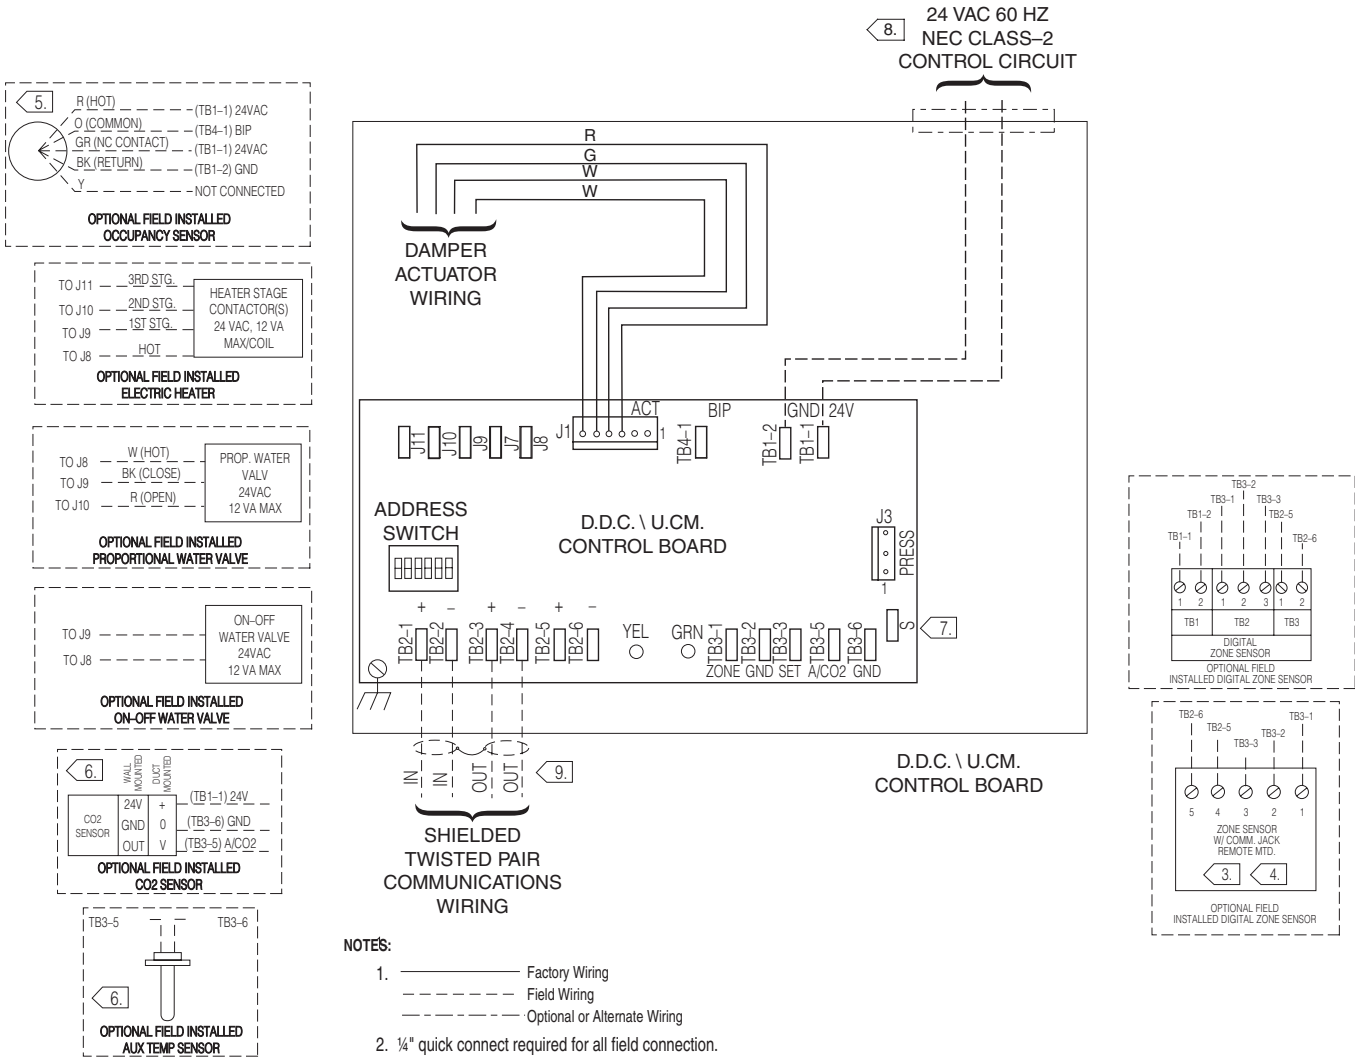 8.
24 VAC 60 HZ
NEC CLASS–2
CONTROL CIRCUIT
5.
R (HOT)
(TB1–1) 24VAC
O (COMMON)
(TB4–1) BIP
GR (NC CONTACT)
(TB1–1) 24VAC
BK (RETURN)
(TB1–2) GND
Y
NOT CONNECTED
OPTIONAL FIELD INSTALLED
OCCUPANCY SENSOR
TO J11
3RD STG.
TO J10
2ND STG.
TO J9
1ST STG.
TO J8
HOT
HEATER STAGE
CONTACTOR(S)
24 VAC, 12 VA
MAX/COIL
OPTIONAL FIELD INSTALLED
ELECTRIC HEATER
TO J8
W (HOT)
TO J9
BK (CLOSE)
TO J10
R (OPEN)
PROP. WATER
VALV
24VAC
12 VA MAX
OPTIONAL FIELD INSTALLED
PROPORTIONAL WATER VALVE
TO J9
TO J8
ON–OFF
WATER VALVE
24VAC
12 VA MAX
OPTIONAL FIELD INSTALLED
ON–OFF WATER VALVE
6.
WALL
MOUNTED
DUCT
MOUNTED
CO2
SENSOR
24V
+
(TB1–1) 24V
GND
0
(TB3–6) GND
OUT
V
(TB3–5) A/CO2
OPTIONAL FIELD INSTALLED
CO2 SENSOR
TB3–5
TB3–6
6.
OPTIONAL FIELD INSTALLED
AUX TEMP SENSOR
R
G
W
W
DAMPER
ACTUATOR
WIRING
J11
J10
J9
J7
J8
J1
ACT
1
BIP
TB4–1
GND
24V
TB1–2
TB1–1
ADDRESS
SWITCH
D.D.C. \ U.CM.
CONTROL BOARD
J3
PRESS
1
+ – + – + –
TB2–1
TB2–2
TB2–3
TB2–4
TB2–5
TB2–6
YEL
GRN
TB3–1
TB3–2
TB3–3
TB3–5
TB3–6
ZONE GND SET A/CO2 GND
S
7.
IN
IN
OUT
OUT
9.
SHIELDED
TWISTED PAIR
COMMUNICATIONS
WIRING
D.D.C. \ U.CM.
CONTROL BOARD
TB3–2
TB3–1
TB3–3
TB1–2
TB2–5
TB1–1
TB2–6
1 2 1 2 3 1 2
TB1 TB2 TB3
DIGITAL
ZONE SENSOR
OPTIONAL FIELD
INSTALLED DIGITAL ZONE SENSOR
TB2–6
TB2–5
TB3–3
TB3–2
TB3–1
5 4 3 2 1
ZONE SENSOR
W/ COMM. JACK
REMOTE MTD.
3.
4.
OPTIONAL FIELD
INSTALLED DIGITAL ZONE SENSOR
NOTES:
1. Factory Wiring
Field Wiring
Optional or Alternate Wiring
2. ¼" quick connect required for all field connection.